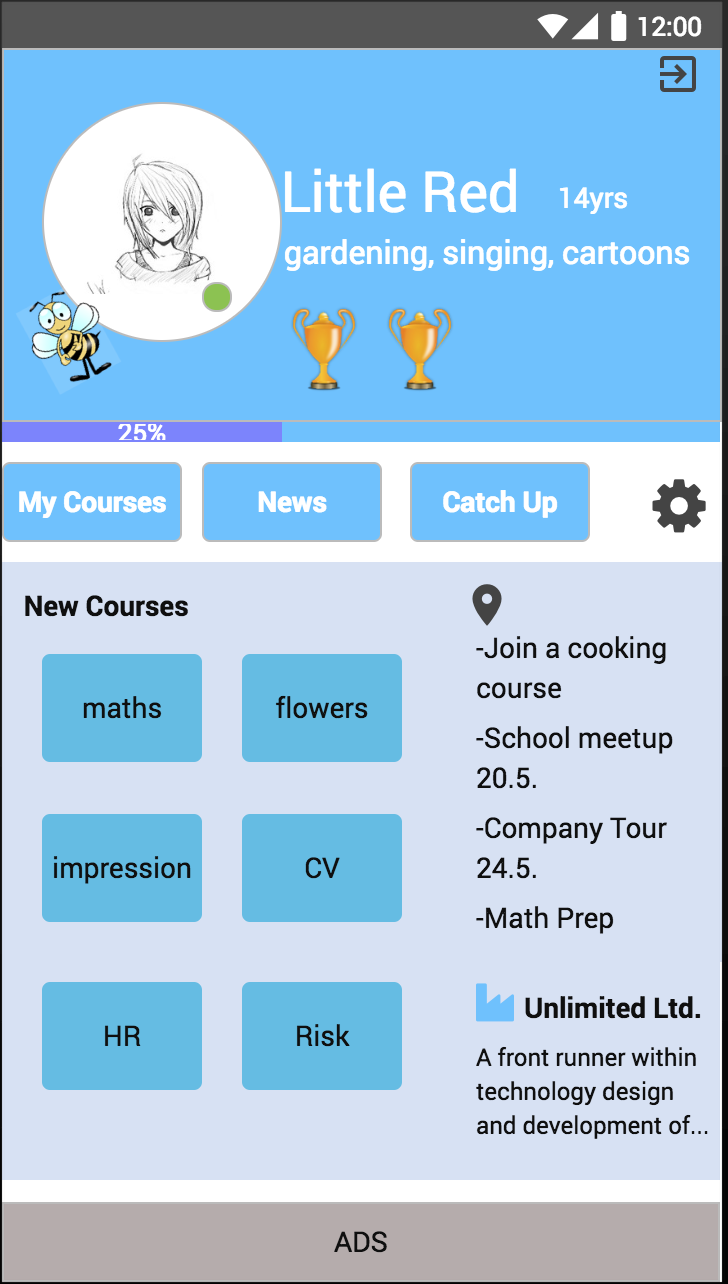 12:00
Little Red 14yrs
gardening, singing, cartoons
25%
My Courses
News
Catch Up
New Courses
maths
flowers
impression
CV
HR
Risk
-Join a cooking
course
-School meetup
20.5.
-Company Tour
24.5.
-Math Prep
Unlimited Ltd.
A front runner within
technology design
and development of...
ADS